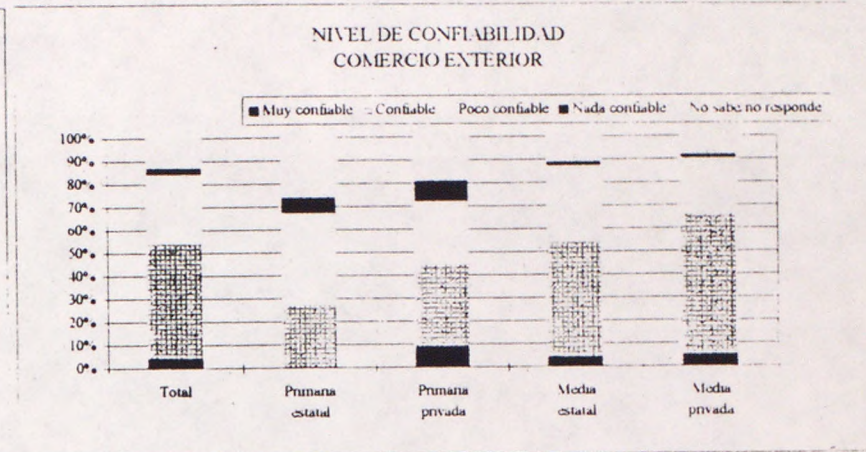 NIVEL DE CONFIABILIDAD
COMERCIO EXTERIOR
Muy confiable Confiable Poco confiable Nada confiable No sabe no responde
100%
90%
80%
70%
60%
50%
40%
30%
20%
10%
0%
Total Primaria Primaria Media Media
estatal privada estatal privada